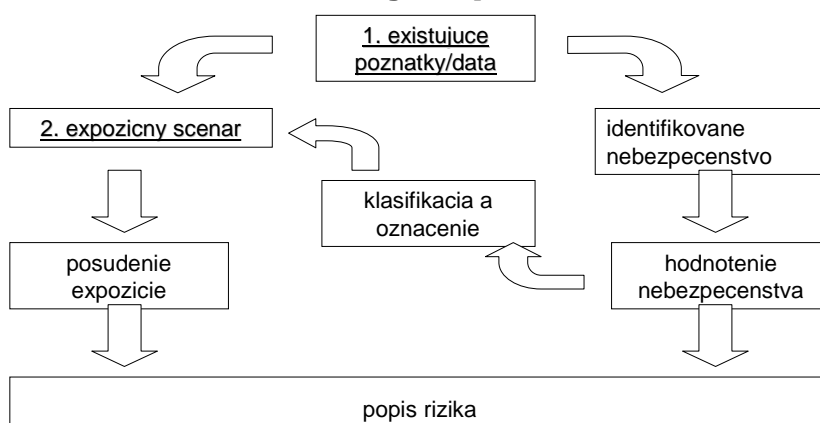 1. existujuce
poznatky/data
2. expozicny scenar
identifikovane
nebezpecenstvo
klasifikacia a
oznacenie
posudenie
expozicie
hodnotenie
nebezpecenstva
popis rizika